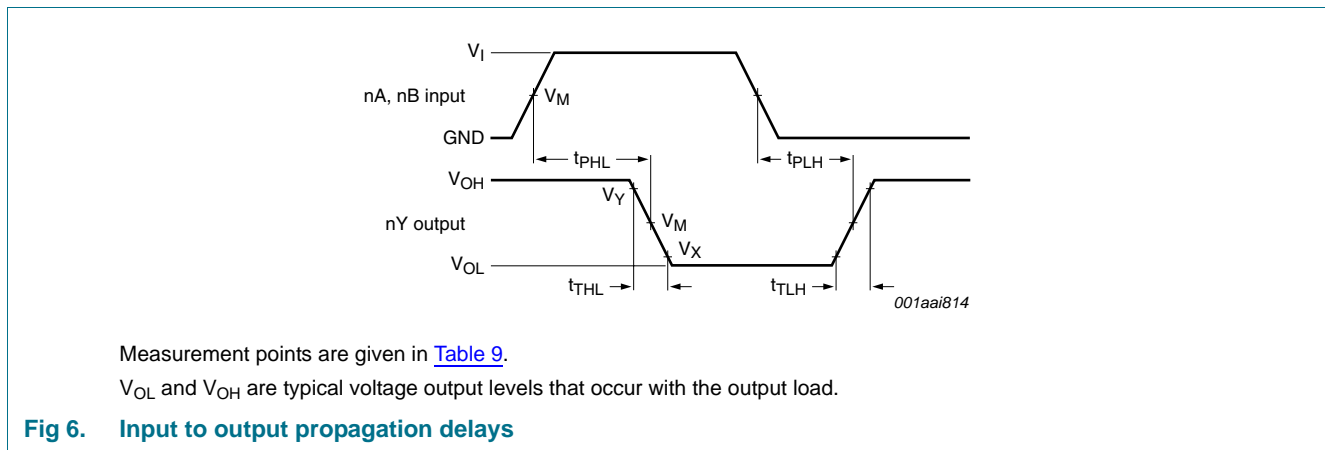 V_I
nA, nB input
V_M
GND
t_PHL
t_PLH
V_OH
V_Y
nY output
V_M
V_X
V_OL
t_THL
t_TLH
001aai814
Measurement points are given in Table 9.
V_OL and V_OH are typical voltage output levels that occur with the output load.
Fig 6. Input to output propagation delays